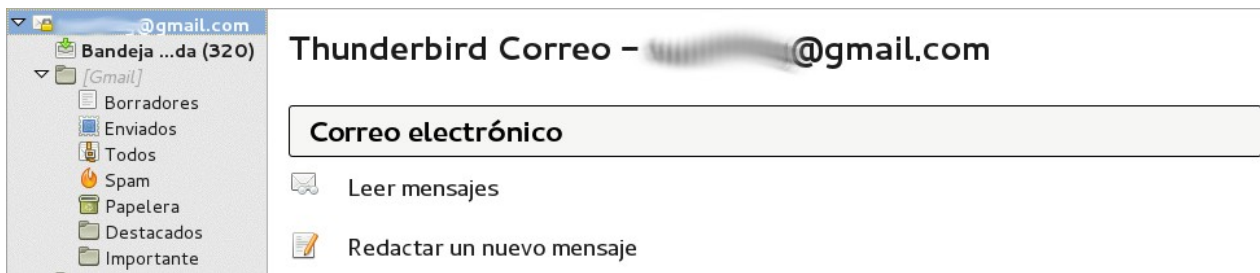 @gmail.com
Bandeja ...da (320)
[Gmail]
Borradores
Enviados
Todos
Spam
Papelera
Destacados
Importante
Thunderbird Correo – @gmail.com
Correo electrónico
Leer mensajes
Redactar un nuevo mensaje